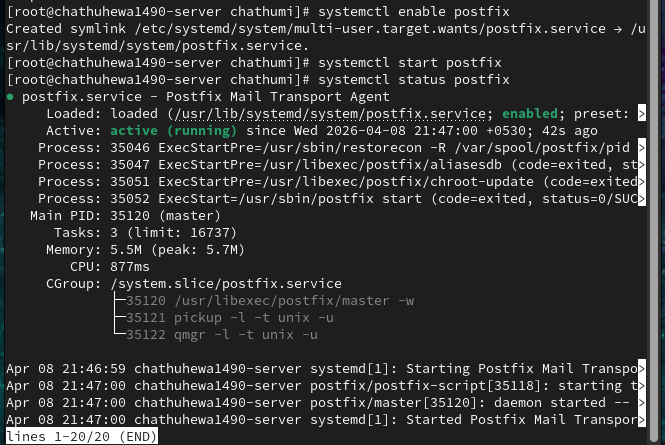 [root@chathuhewa1490-server chathumi]# systemctl enable postfix
Created symlink /etc/systemd/system/multi-user.target.wants/postfix.service → /u
sr/lib/systemd/system/postfix.service.
[root@chathuhewa1490-server chathumi]# systemctl start postfix
[root@chathuhewa1490-server chathumi]# systemctl status postfix
● postfix.service - Postfix Mail Transport Agent
     Loaded: loaded (/usr/lib/systemd/system/postfix.service; enabled; preset: >
     Active: active (running) since Wed 2026-04-08 21:47:00 +0530; 42s ago
    Process: 35046 ExecStartPre=/usr/sbin/restorecon -R /var/spool/postfix/pid >
    Process: 35047 ExecStartPre=/usr/libexec/postfix/aliasesdb (code=exited, st>
    Process: 35051 ExecStartPre=/usr/libexec/postfix/chroot-update (code=exited>
    Process: 35052 ExecStart=/usr/sbin/postfix start (code=exited, status=0/SUC>
   Main PID: 35120 (master)
      Tasks: 3 (limit: 16737)
     Memory: 5.5M (peak: 5.7M)
        CPU: 877ms
     CGroup: /system.slice/postfix.service
             ├─35120 /usr/libexec/postfix/master -w
             ├─35121 pickup -l -t unix -u
             └─35122 qmgr -l -t unix -u
Apr 08 21:46:59 chathuhewa1490-server systemd[1]: Starting Postfix Mail Transpo>
Apr 08 21:47:00 chathuhewa1490-server postfix/postfix-script[35118]: starting t>
Apr 08 21:47:00 chathuhewa1490-server postfix/master[35120]: daemon started -- >
Apr 08 21:47:00 chathuhewa1490-server systemd[1]: Started Postfix Mail Transpor>
lines 1-20/20 (END)